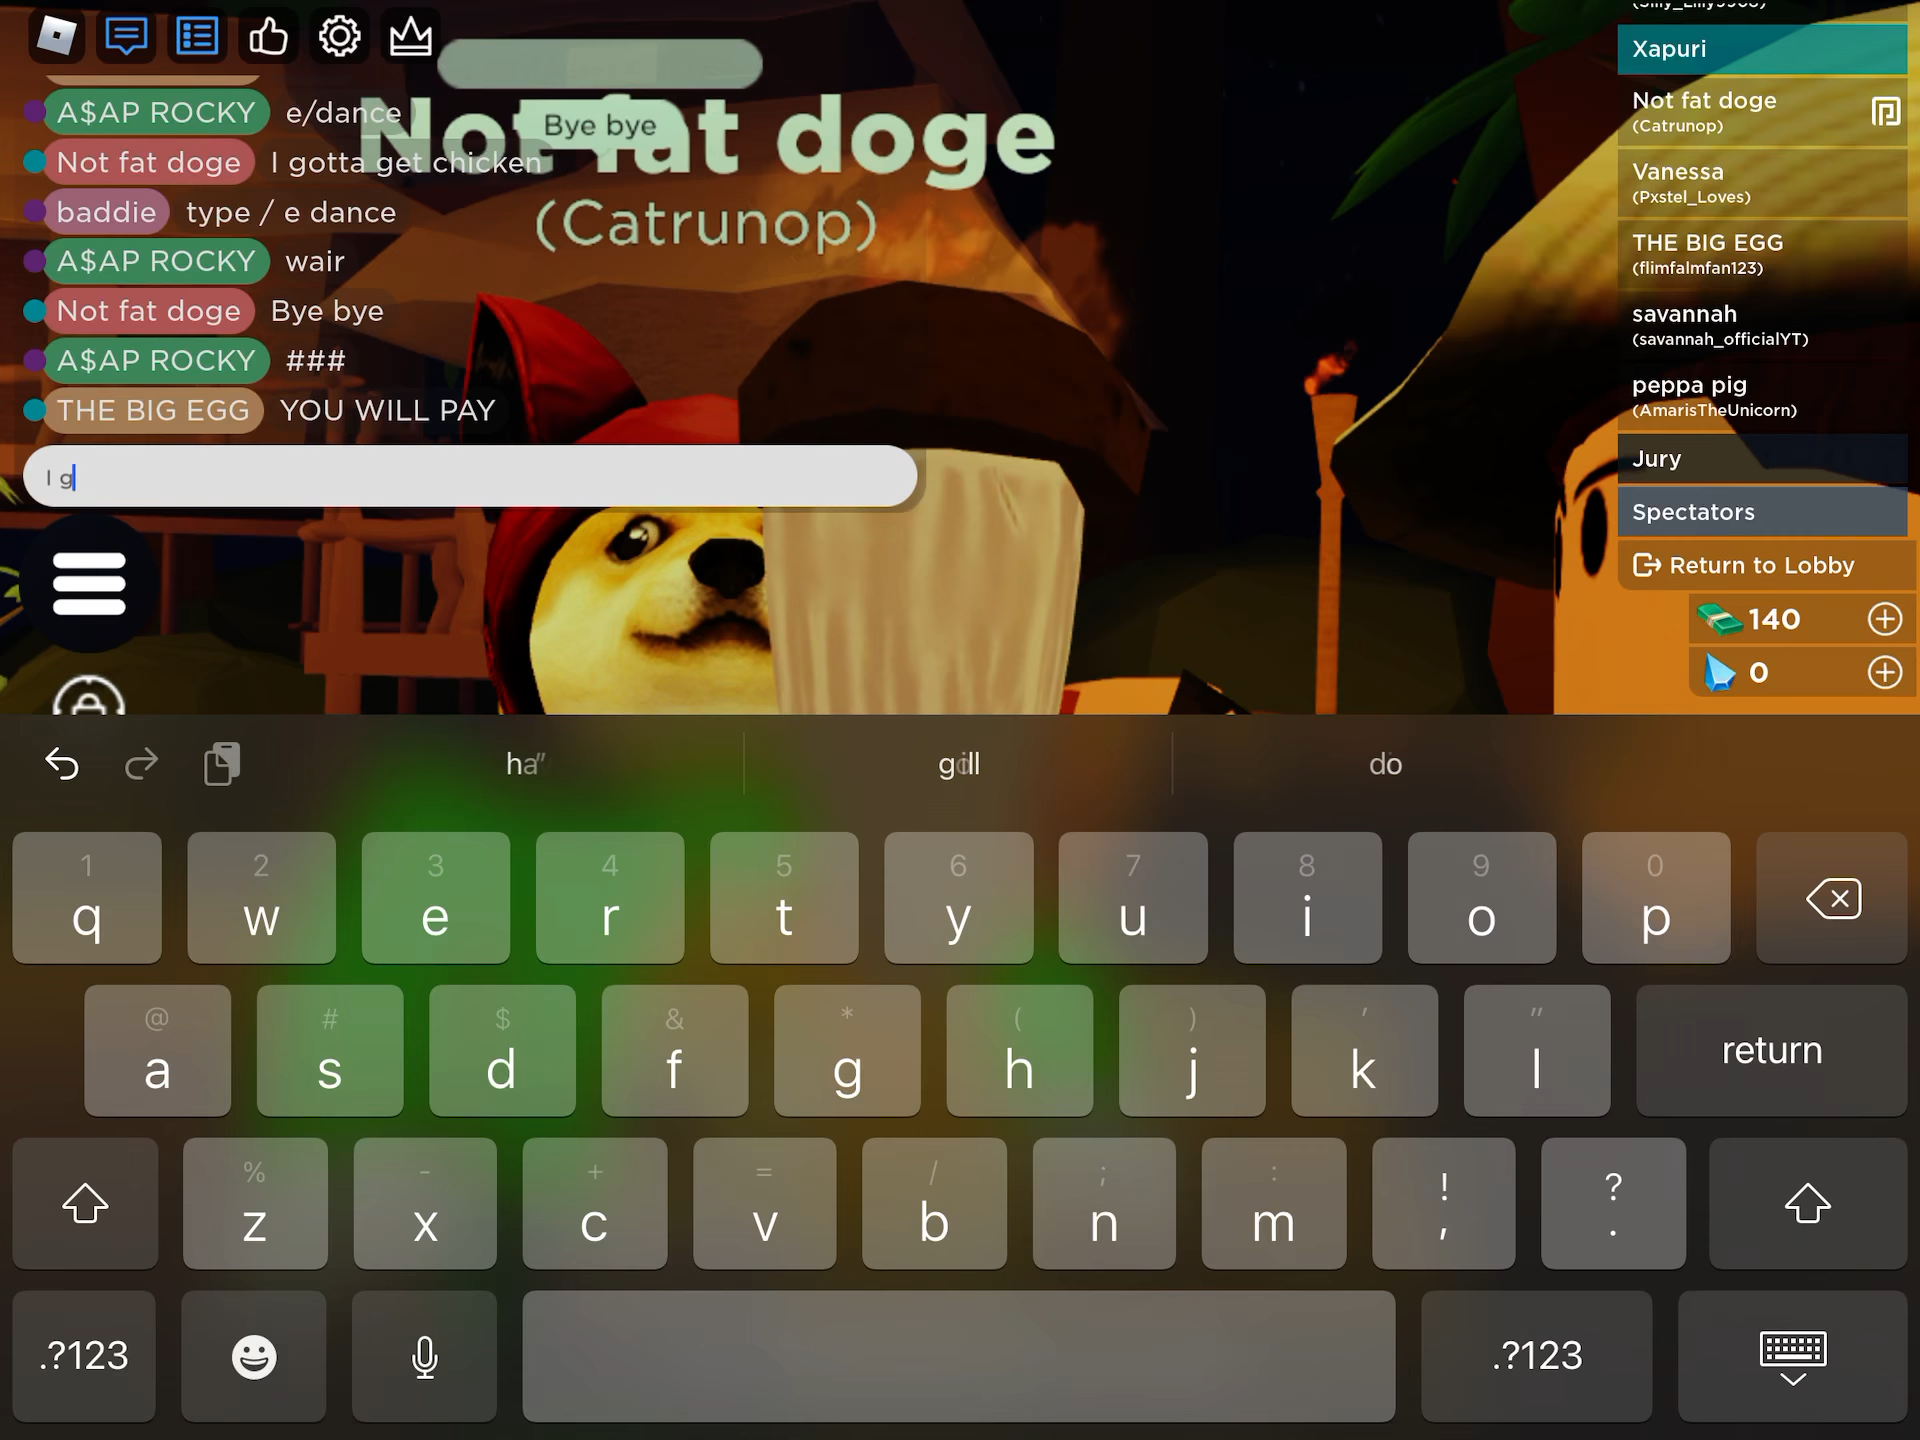 A$AP ROCKY e/dance
Not fat doge I gotta get chicken
baddie type / e dance
A$AP ROCKY wair
Not fat doge Bye bye
A$AP ROCKY ###
THE BIG EGG YOU WILL PAY
I g
Bye bye
Not fat doge
(Catrunop)
Xapuri
Not fat doge
(Catrunop)
Vanessa
(Pxstel_Loves)
THE BIG EGG
(flimfalmfan123)
savannah
(savannah_officialYT)
peppa pig
(AmarisTheUnicorn)
Jury
Spectators
Return to Lobby
140
0
do
1 2 3 4 5 6 7 8 9 0
q w e r t y u i o p
@ # $ & * ( ) ' "
a s d f g h j k l return
% - + = / ; : ! ?
z x c v b n m , .
.?123 .?123